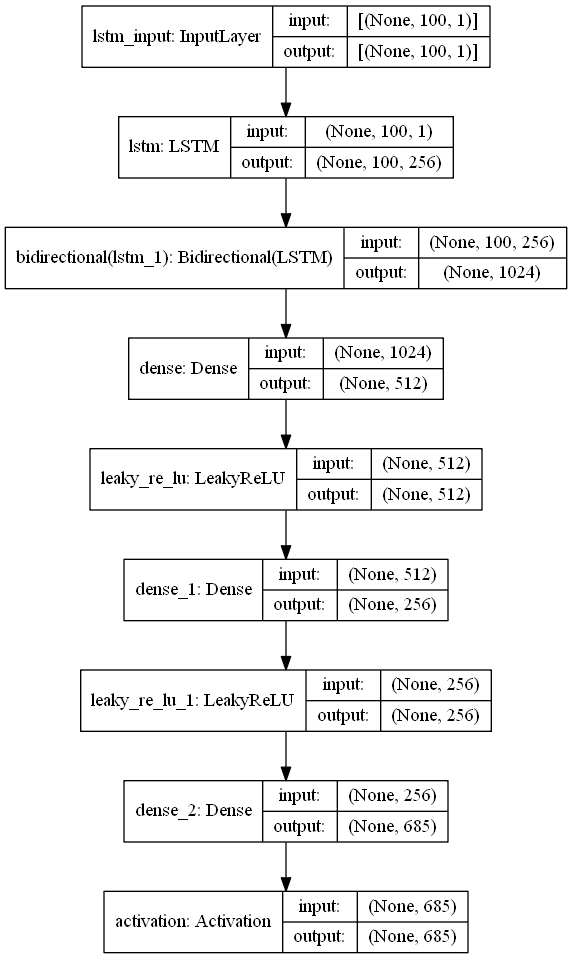 lstm_input: InputLayer
input: [(None, 100, 1)]
output: [(None, 100, 1)]
lstm: LSTM
input: (None, 100, 1)
output: (None, 100, 256)
bidirectional(lstm_1): Bidirectional(LSTM)
input: (None, 100, 256)
output: (None, 1024)
dense: Dense
input: (None, 1024)
output: (None, 512)
leaky_re_lu: LeakyReLU
input: (None, 512)
output: (None, 512)
dense_1: Dense
input: (None, 512)
output: (None, 256)
leaky_re_lu_1: LeakyReLU
input: (None, 256)
output: (None, 256)
dense_2: Dense
input: (None, 256)
output: (None, 685)
activation: Activation
input: (None, 685)
output: (None, 685)